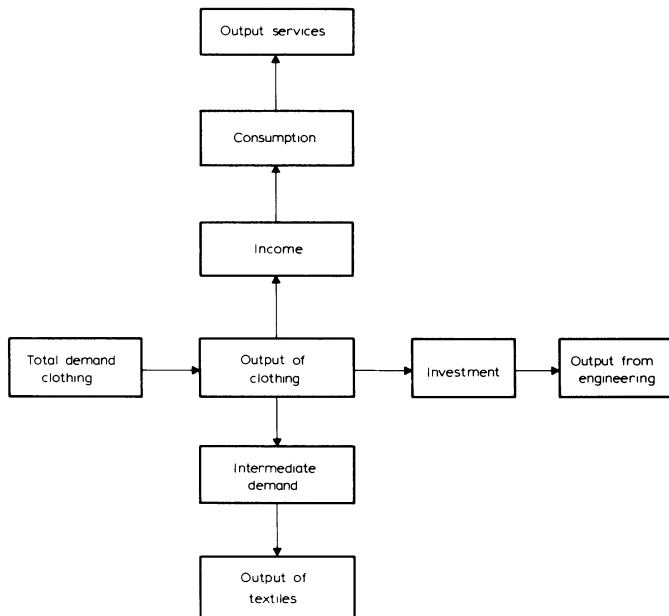 Output services
Consumption
Income
Total demand
clothing
Output of
clothing
Investment
Output from
engineering
Intermediate
demand
Output of
textiles